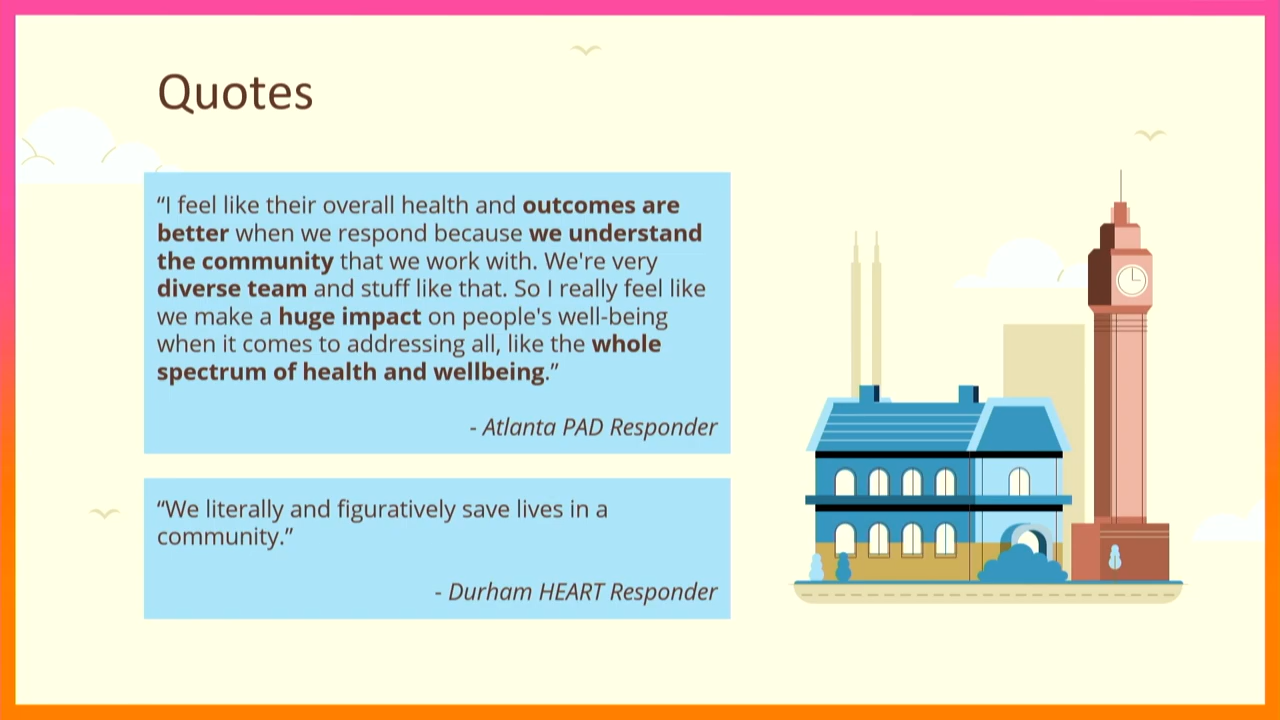 Quotes
“I feel like their overall health and outcomes are
better when we respond because we understand
the community that we work with. We're very
diverse team and stuff like that. So I really feel like
we make a huge impact on people's well-being
when it comes to addressing all, like the whole
spectrum of health and wellbeing.”
- Atlanta PAD Responder
“We literally and figuratively save lives in a
community.”
- Durham HEART Responder